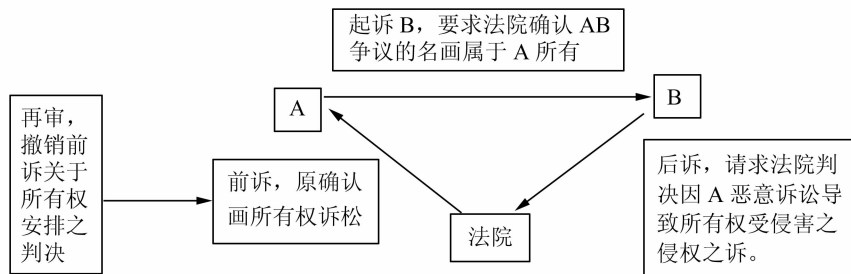 起诉 B，要求法院确认 AB
争议的名画属于 A 所有
A
B
再审，
撤销前
诉关于
所有权
安排之
判决
前诉，原确认
画所有权诉松
法院
后诉，请求法院判
决因 A 恶意诉讼导
致所有权受侵害之
侵权之诉。